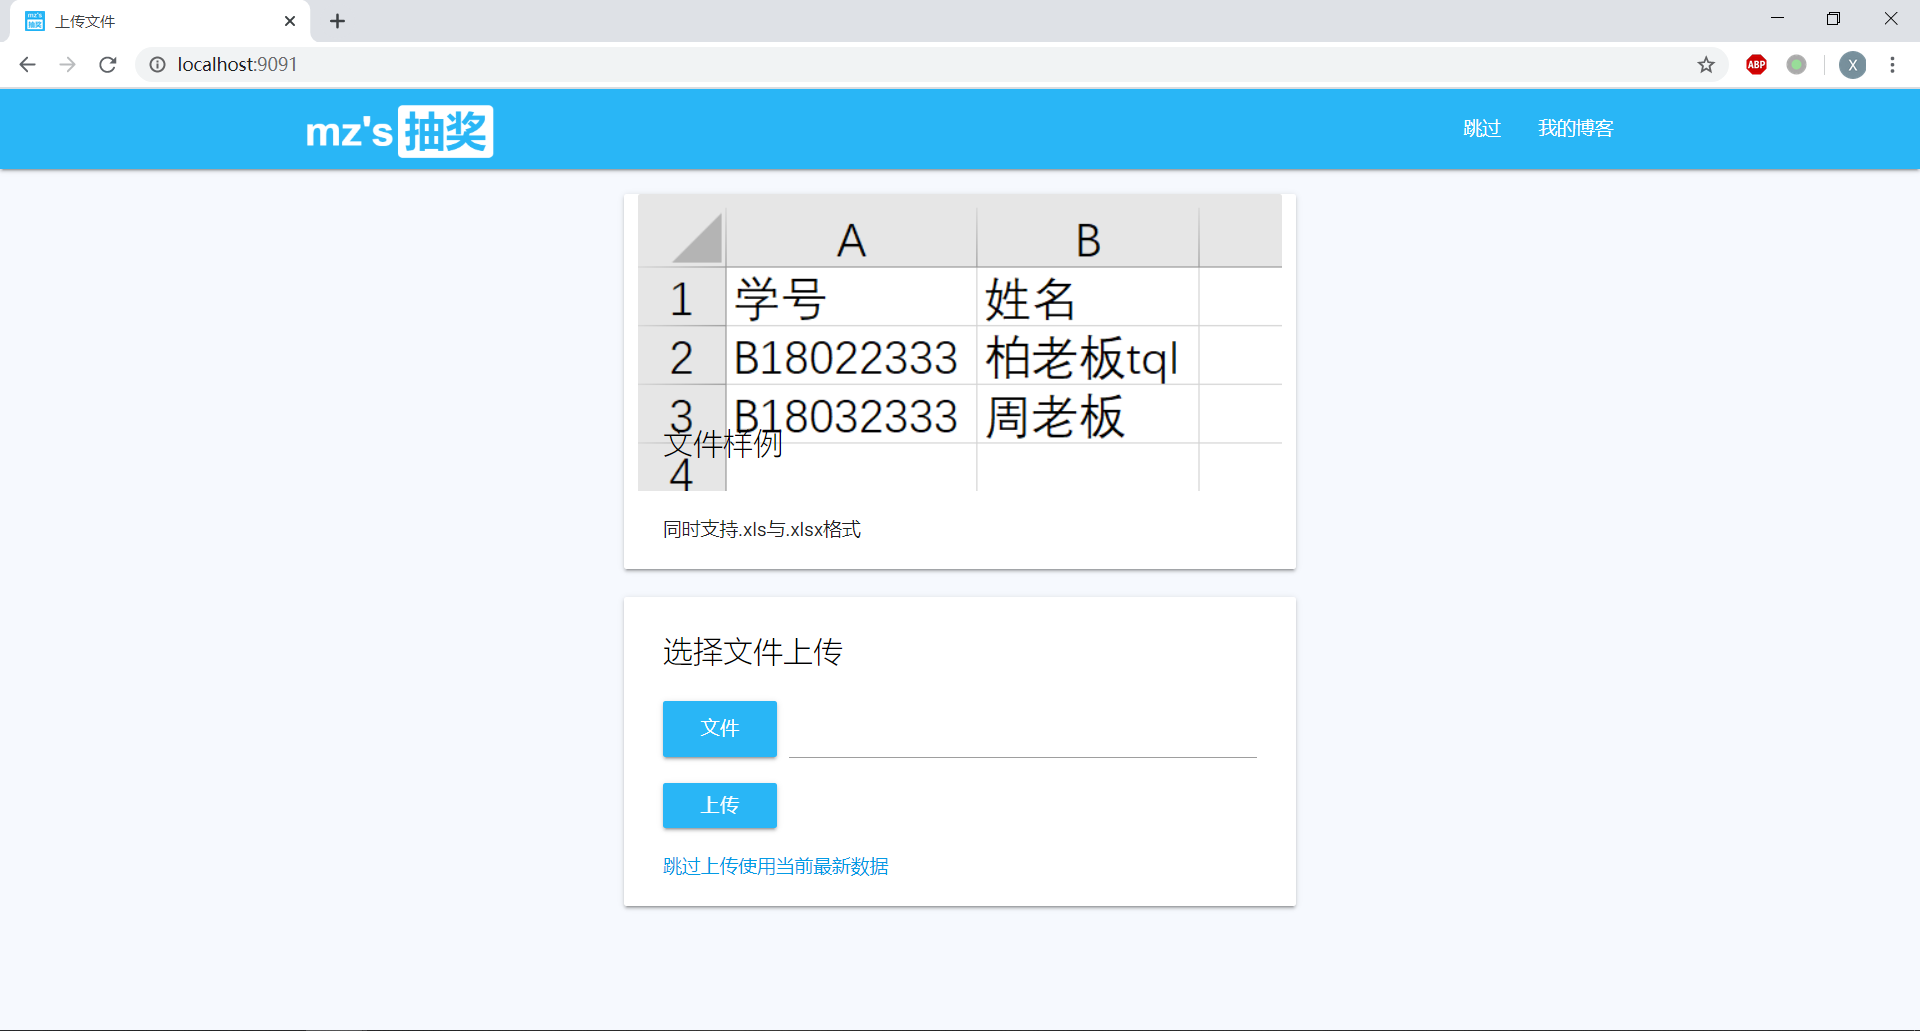 上传文件
localhost:9091
ABP
X
mz's 抽奖
跳过 我的博客
A B
1 学号 姓名
2 B18022333 柏老板tql
3 B18032333 周老板
文件样例
4
同时支持.xls与.xlsx格式
选择文件上传
文件
上传
跳过上传使用当前最新数据